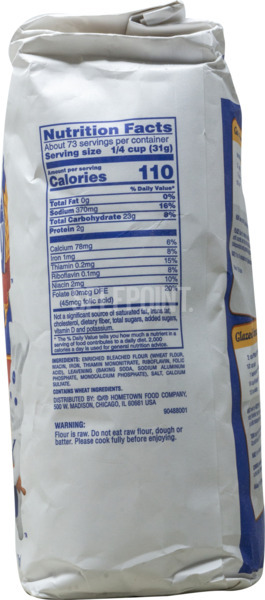 Nutrition Facts
About 73 servings per container
Serving size 1/4 cup (31g)
Amount per serving
Calories 110
% Daily Value*
Total Fat 0g 0%
Sodium 370mg 16%
Total Carbohydrate 23g 8%
Protein 2g
Calcium 78mg 6%
Iron 1mg 8%
Thiamin 0.2mg 15%
Riboflavin 0.1mg 8%
Niacin 2mg 10%
Folate 80mcg DFE 20%
(45mcg folic acid)
Not a significant source of saturated fat, trans fat,
cholesterol, dietary fiber, total sugars, added sugars,
vitamin D and potassium.
* The % Daily Value tells you how much a nutrient in a
serving of food contributes to a daily diet. 2,000
calories a day is used for general nutrition advice.
INGREDIENTS: ENRICHED BLEACHED FLOUR (WHEAT FLOUR,
NIACIN, IRON, THIAMIN MONONITRATE, RIBOFLAVIN, FOLIC
ACID), LEAVENING (BAKING SODA, SODIUM ALUMINUM
PHOSPHATE, MONOCALCIUM PHOSPHATE), SALT, CALCIUM
SULFATE.
CONTAINS WHEAT INGREDIENTS.
DISTRIBUTED BY: HOMETOWN FOOD COMPANY,
500 W. MADISON, CHICAGO, IL 60661 USA
90488001
WARNING:
Flour is raw. Do not eat raw flour, dough or
batter. Please cook fully before enjoying.